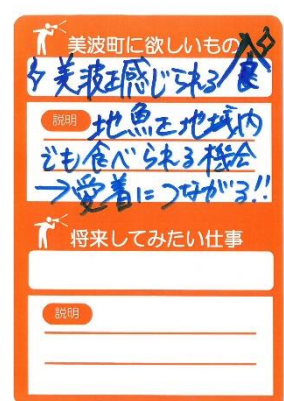 美波町に欲しいもの
美波を感じられる食
説明
地魚を地域内
でも食べられる機会
→愛着につながる!!
将来してみたい仕事
説明